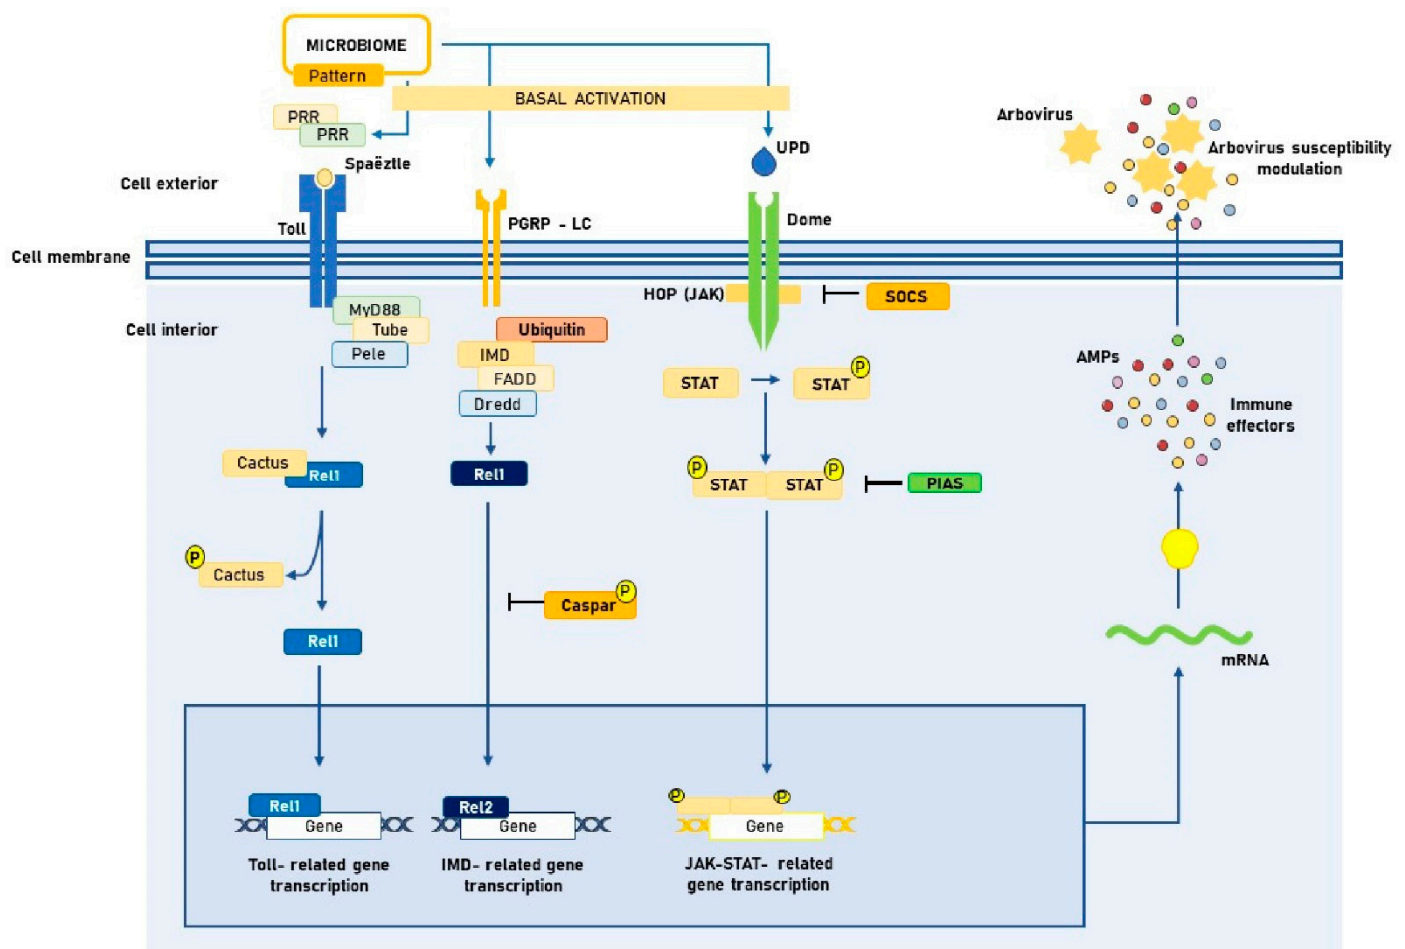 MICROBIOME
Pattern
BASAL ACTIVATION
PRR
PRR
Spaëztle
UPD
Cell exterior
Toll
PGRP - LC
Dome
Cell membrane
HOP (JAK)
SOCS
Cell interior
MyD88
Tube
Pele
Ubiquitin
IMD
FADD
Dredd
STAT
STAT
P
Cactus
Rel1
Rel1
P
STAT
STAT
P
PIAS
P
Cactus
Caspar
P
Rel1
Rel1
Gene
Toll- related gene
transcription
Rel2
Gene
IMD- related gene
transcription
P
P
Gene
JAK-STAT- related
gene transcription
mRNA
AMPs
Immune
effectors
Arbovirus
Arbovirus susceptibility
modulation